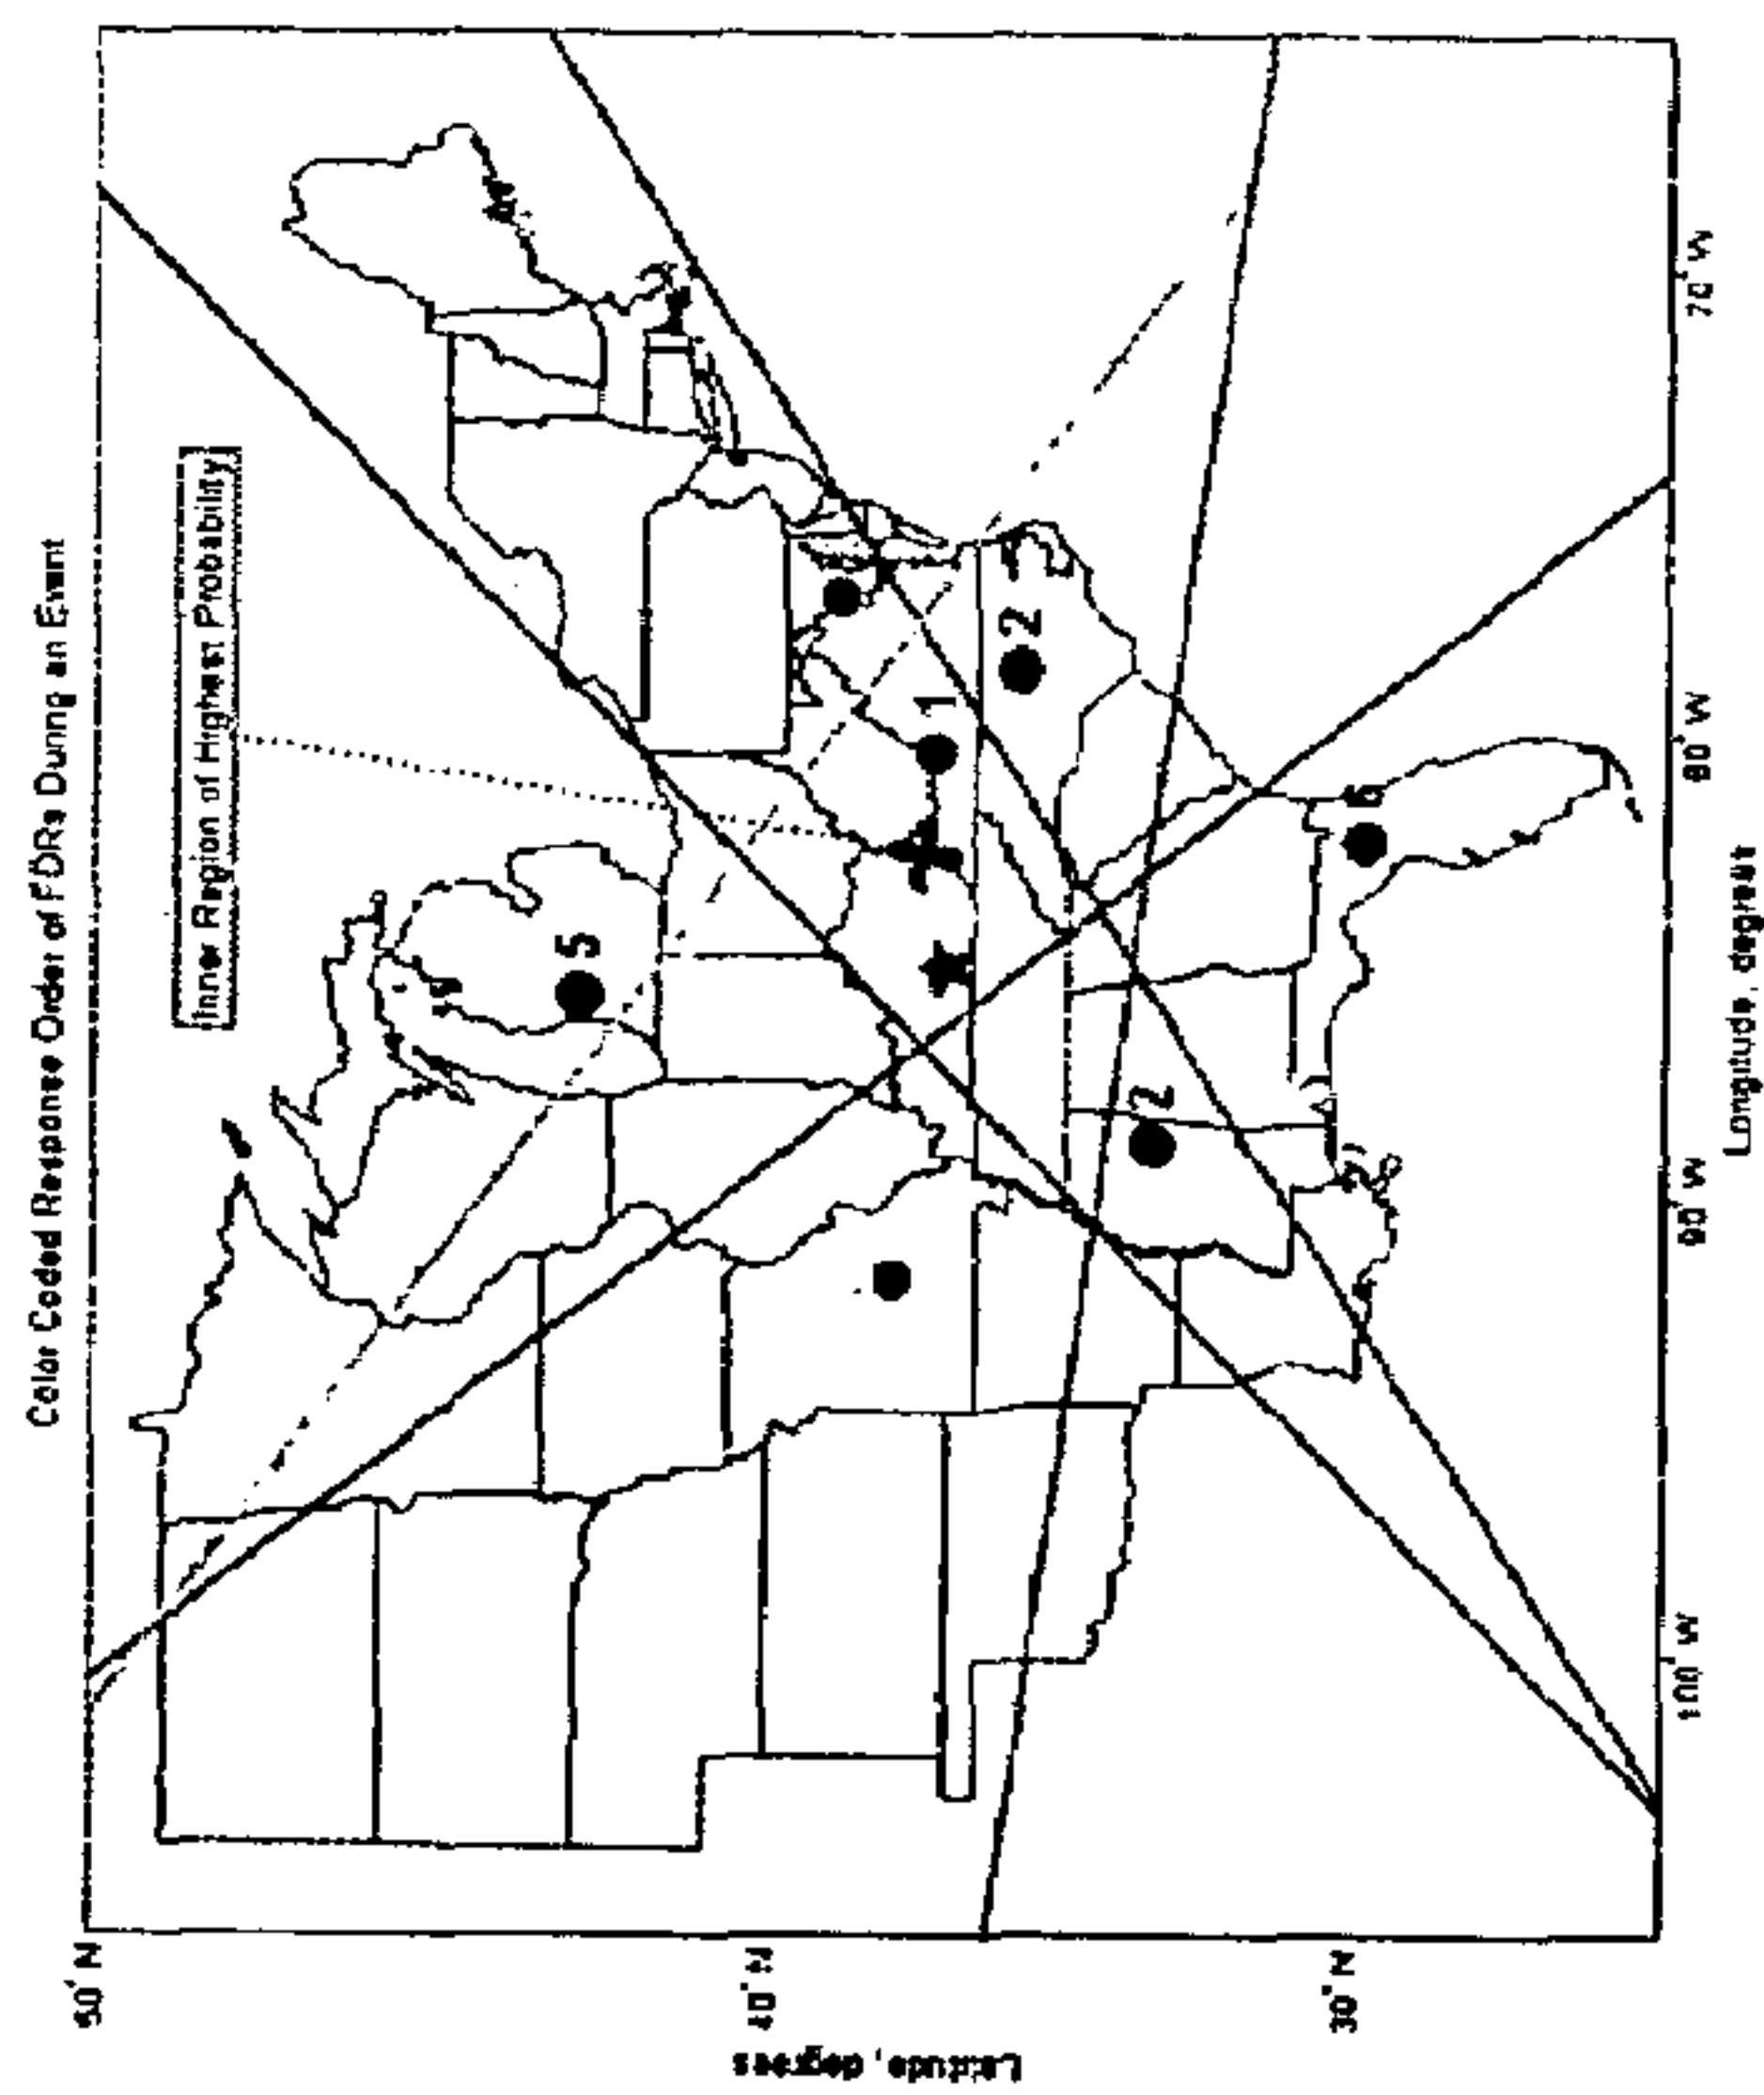 Color Coded Response Order of FDRs During an Event
Inner Region of Highest Probability
50°N
40°N
30°N
Latitude, degrees
5
1
2
2
6
100°W
90°W
80°W
70°W
Longitude, degrees